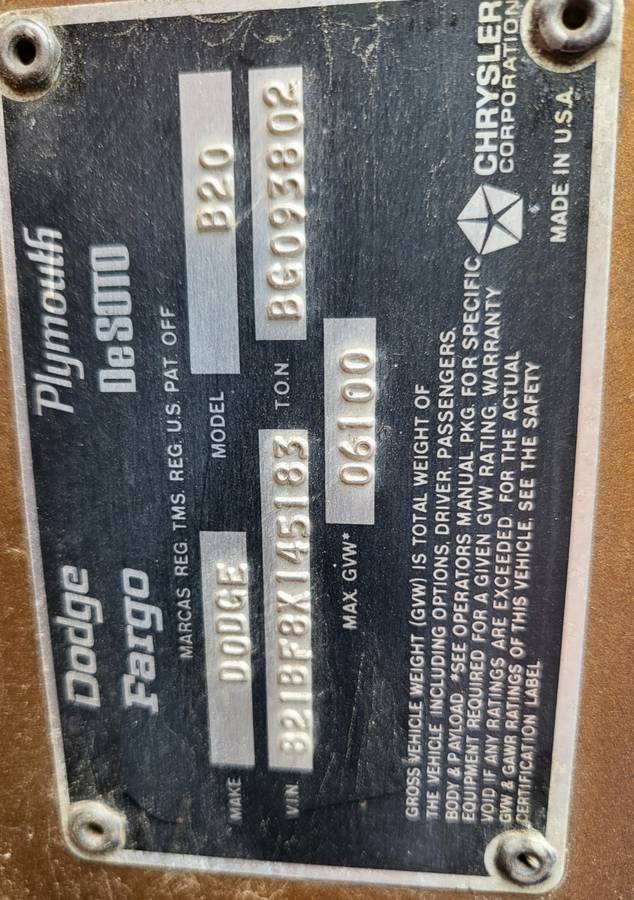 Dodge Plymouth
Fargo De SOTO
MARCAS REG. TMS. REG. U.S. PAT. OFF
MAKE DODGE MODEL B20
V.I.N. B21BF8X145183 T.O.N. BG093802
MAX. GVW* 06100
GROSS VEHICLE WEIGHT (GVW) IS TOTAL WEIGHT OF
THE VEHICLE INCLUDING OPTIONS, DRIVER, PASSENGERS,
BODY & PAYLOAD. *SEE OPERATORS MANUAL PKG. FOR SPECIFIC
EQUIPMENT REQUIRED FOR A GIVEN GVW RATING. WARRANTY
VOID IF ANY RATINGS ARE EXCEEDED. FOR THE ACTUAL
GVW & GAWR RATINGS OF THIS VEHICLE, SEE THE SAFETY
CERTIFICATION LABEL
CHRYSLER
CORPORATION
MADE IN U.S.A.